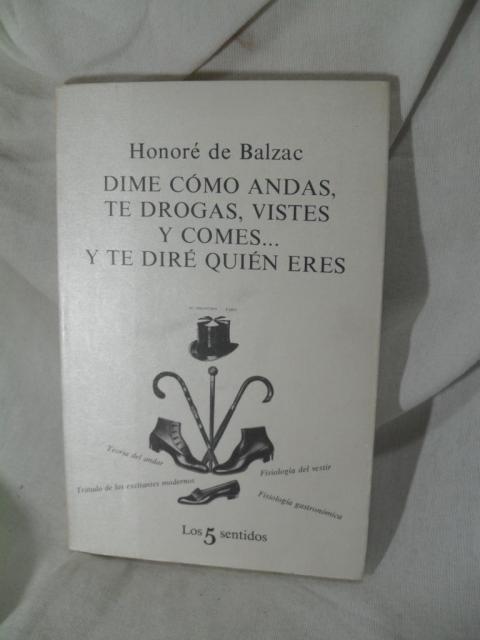 Honoré de Balzac
DIME CÓMO ANDAS,
TE DROGAS, VISTES
Y COMES...
Y TE DIRÉ QUIÉN ERES
Teoría del andar
Fisiología del vestir
Tratado de los excitantes modernos
Fisiología gastronómica
Los 5 sentidos